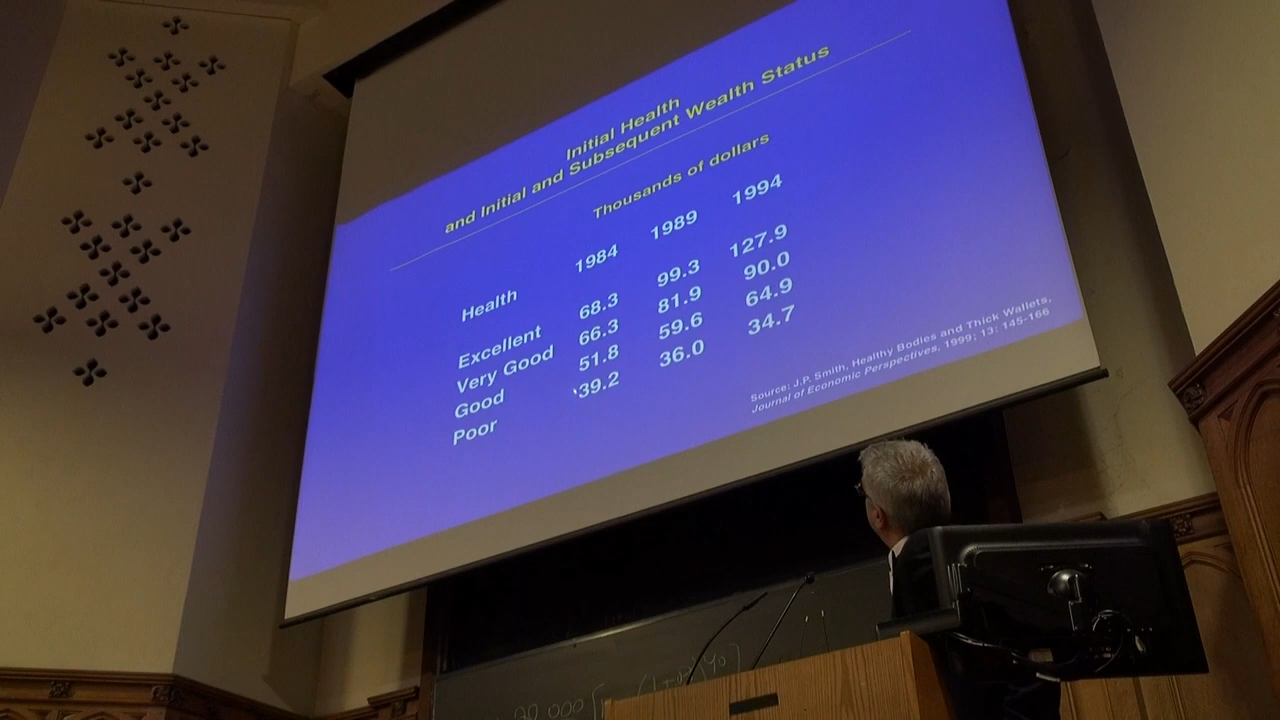 Initial Health
and Initial and Subsequent Wealth Status
Thousands of dollars
Health 1984 1989 1994
Excellent 68.3 99.3 127.9
Very Good 66.3 81.9 90.0
Good 51.8 59.6 64.9
Poor 39.2 36.0 34.7
Source: J.P. Smith, Healthy Bodies and Thick Wallets,
Journal of Economic Perspectives, 1999; 13: 145-166